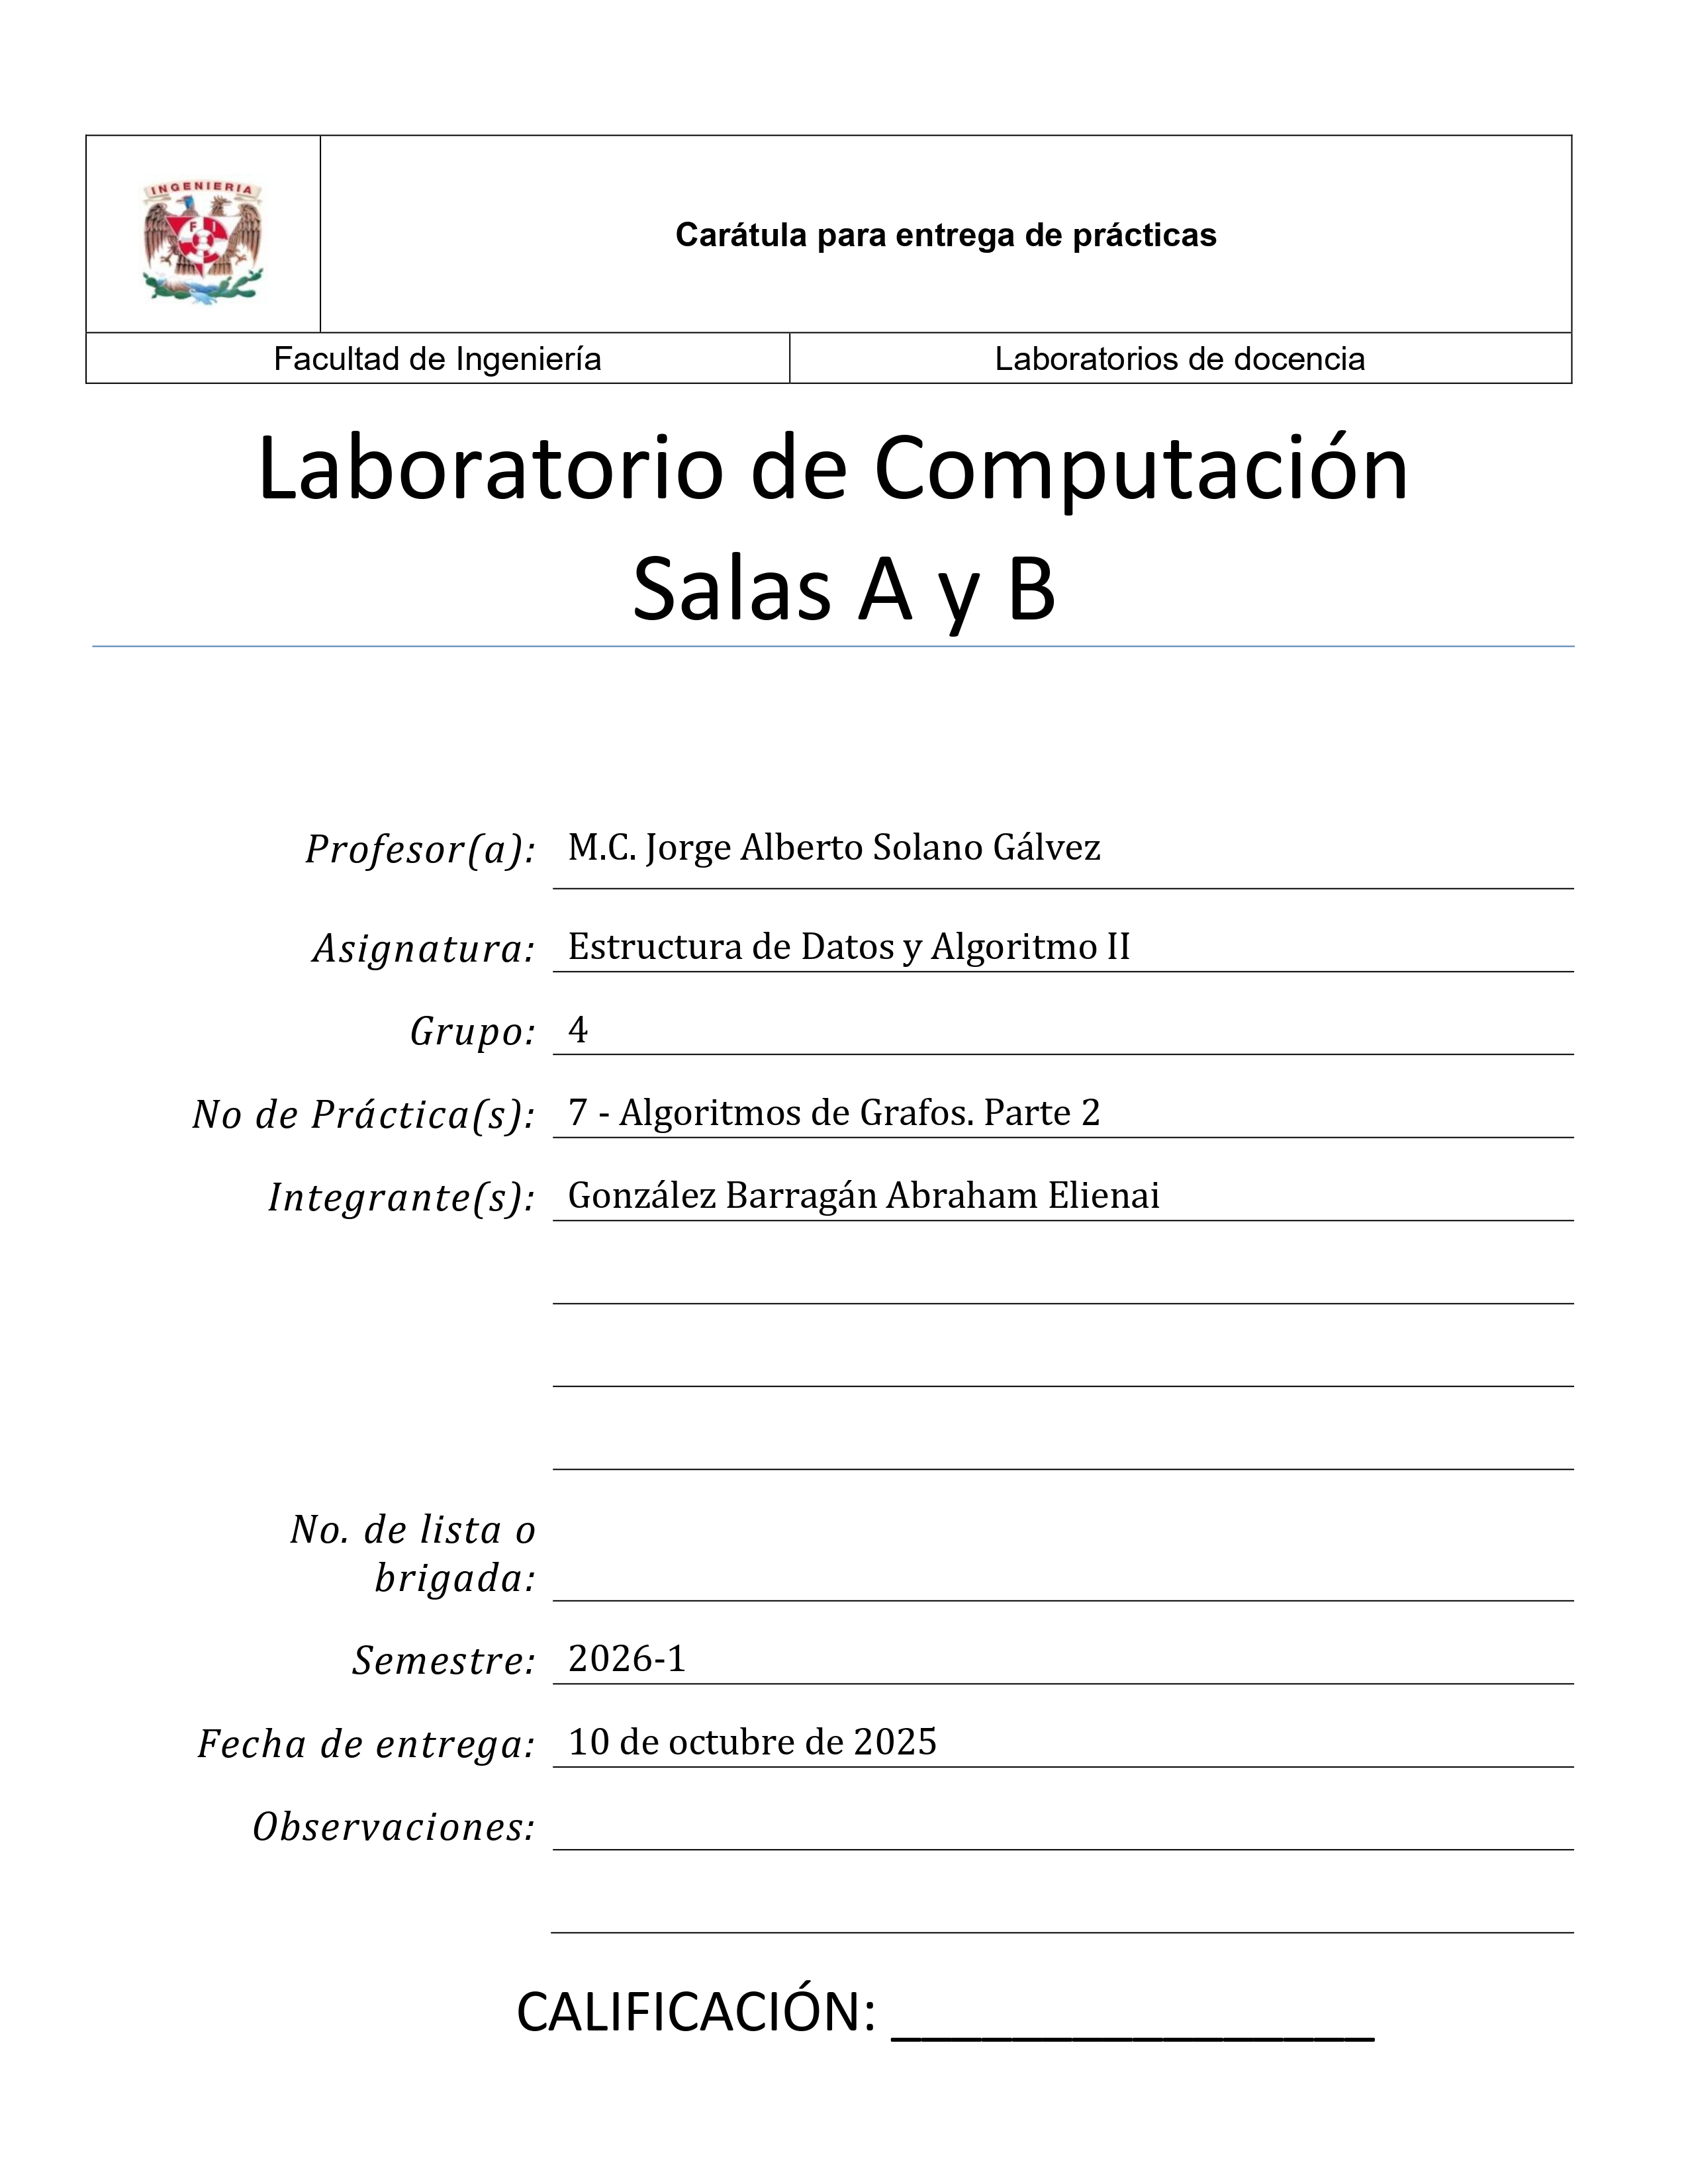 INGENIERIA
F I
Carátula para entrega de prácticas
Facultad de Ingeniería
Laboratorios de docencia
Laboratorio de Computación
Salas A y B
Profesor(a): M.C. Jorge Alberto Solano Gálvez
Asignatura: Estructura de Datos y Algoritmo II
Grupo: 4
No de Práctica(s): 7 - Algoritmos de Grafos. Parte 2
Integrante(s): González Barragán Abraham Elienai
No. de lista o
brigada:
Semestre: 2026-1
Fecha de entrega: 10 de octubre de 2025
Observaciones:
CALIFICACIÓN: ________________